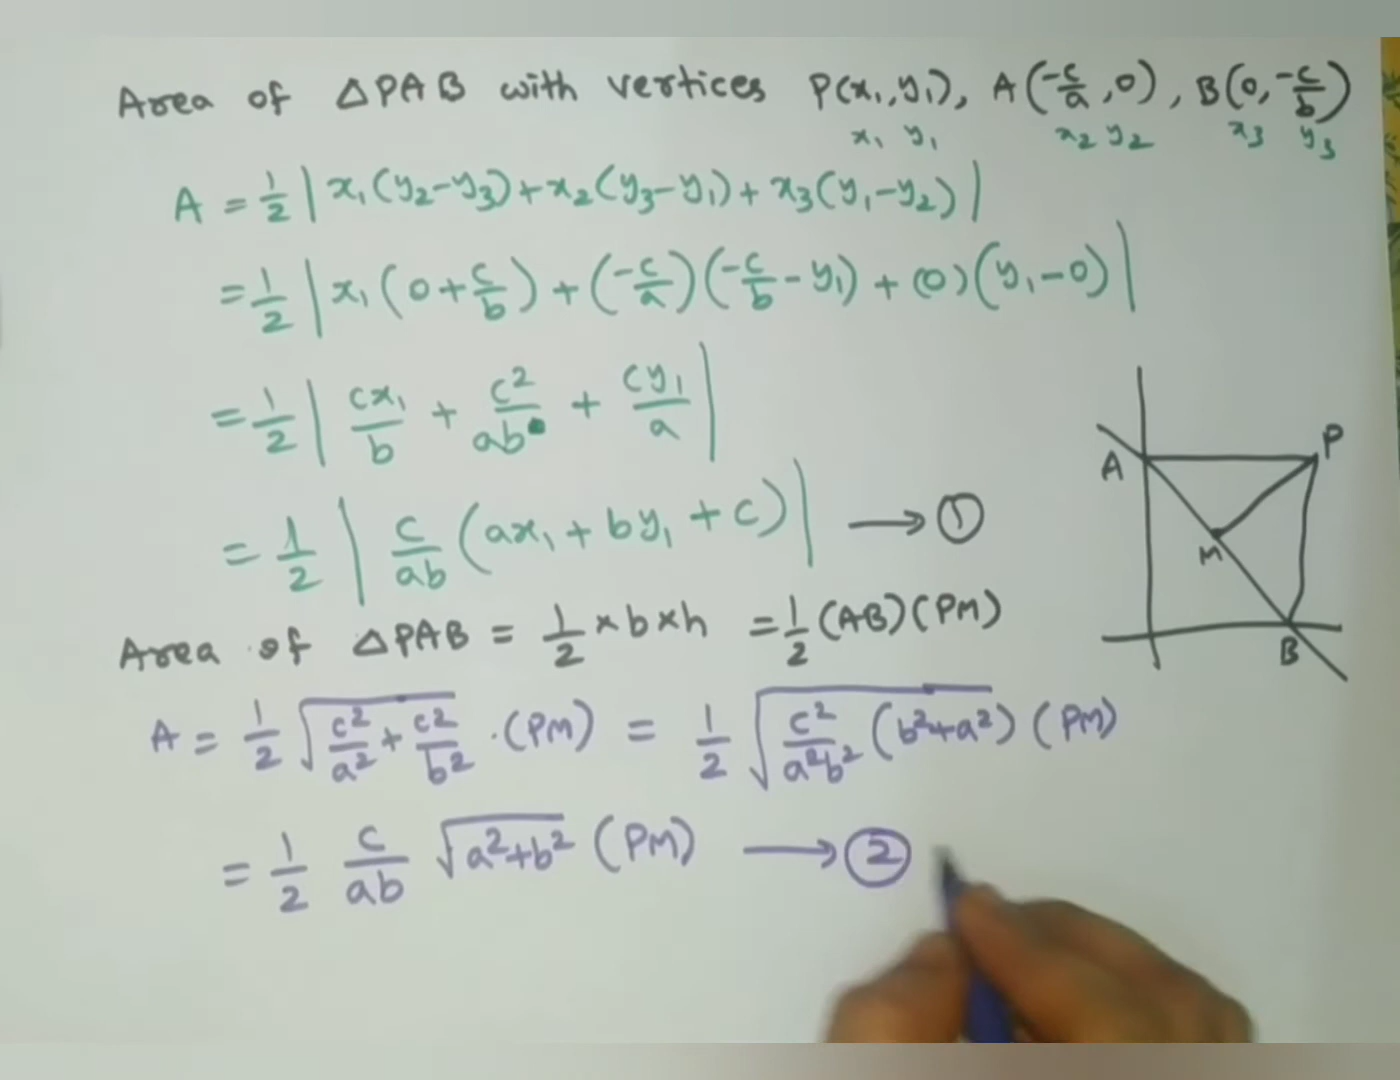 Area of △PAB with vertices P(x₁,y₁), A(-c/a ,0), B(0,-c/b)
x₁ y₁ x₂ y₂ x₃ y₃
A = 1/2 | x₁(y₂-y₃)+x₂(y₃-y₁)+x₃(y₁-y₂) |
= 1/2 | x₁(0+c/b)+(-c/a)(-c/b-y₁)+(0)(y₁-0) |
= 1/2 | cx₁/b + c²/ab + cy₁/a |
= 1/2 | c/ab (ax₁+by₁+c) | → ①
A P
M
B
Area of △PAB = 1/2 × b × h = 1/2 (AB)(PM)
A = 1/2 √(c²/a² + c²/b²) · (PM) = 1/2 √(c²/a²b² (b²+a²)) (PM)
= 1/2 c/ab √(a²+b²) (PM) → ②